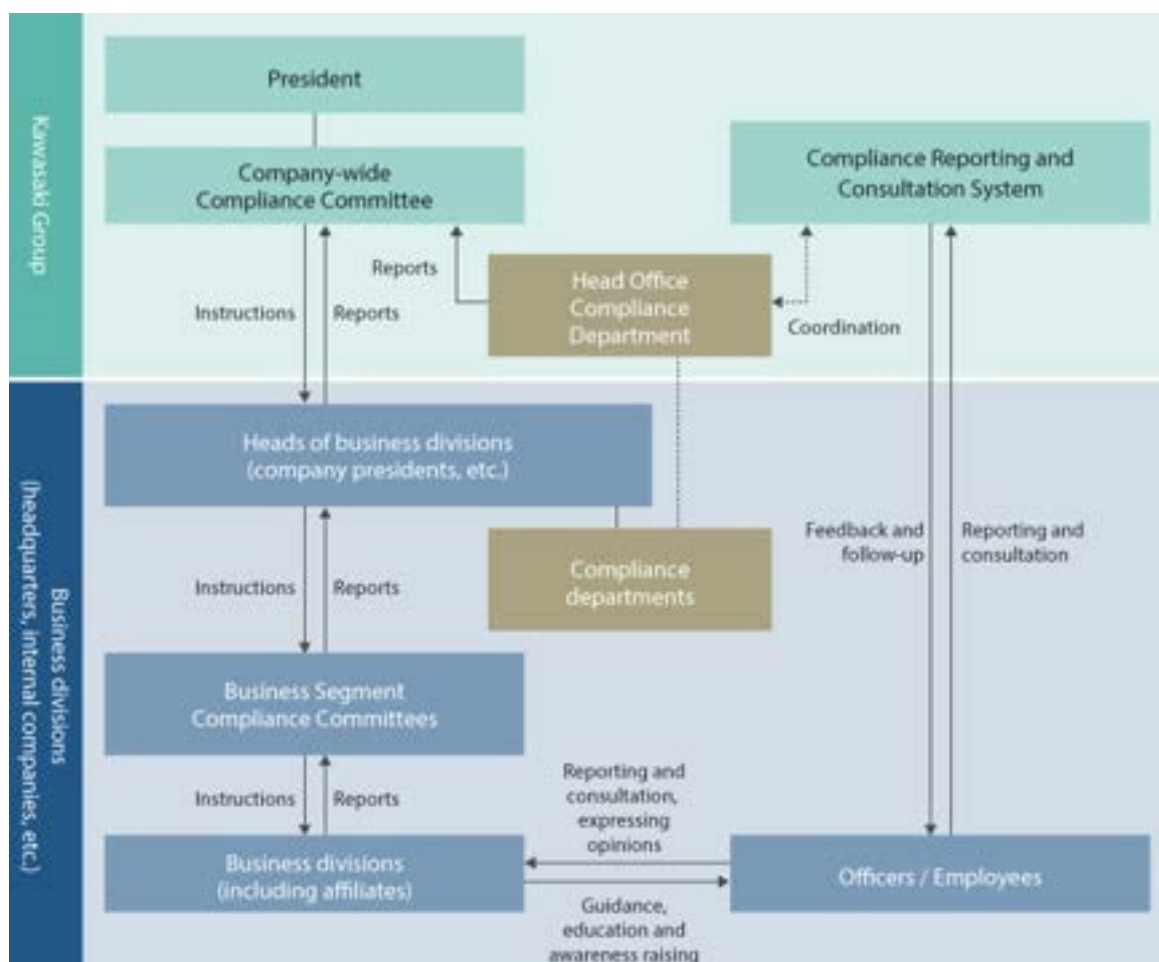 Kawasaki Group
President
Company-wide
Compliance Committee
Compliance Reporting and
Consultation System
Reports
Head Office
Compliance
Department
Instructions
Reports
Coordination
Business divisions
(headquarters, internal companies, etc.)
Heads of business divisions
(company presidents, etc.)
Compliance
departments
Feedback and
follow-up
Reporting and
consultation
Instructions
Reports
Business Segment
Compliance Committees
Instructions
Reports
Reporting and
consultation,
expressing
opinions
Business divisions
(including affiliates)
Officers / Employees
Guidance,
education and
awareness raising